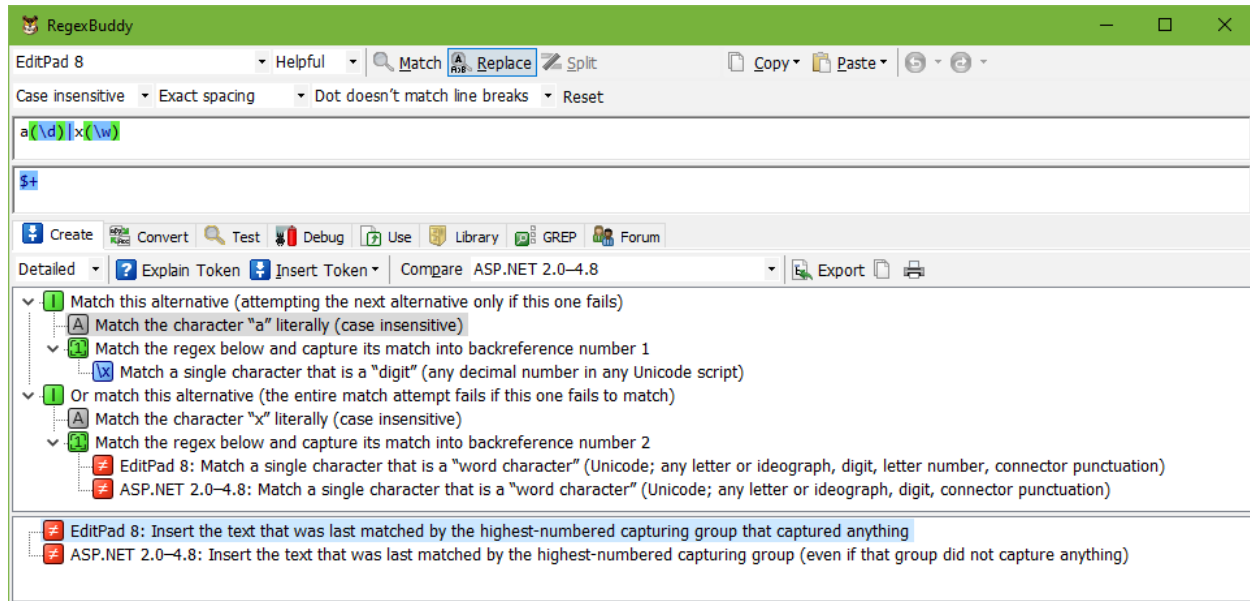 RegexBuddy
EditPad 8 Helpful Match Replace Split Copy Paste
Case insensitive Exact spacing Dot doesn't match line breaks Reset
a(\d)|x(\w)
$+
Create Convert Test Debug Use Library GREP Forum
Detailed Explain Token Insert Token Compare ASP.NET 2.0–4.8 Export
Match this alternative (attempting the next alternative only if this one fails)
A Match the character “a” literally (case insensitive)
Match the regex below and capture its match into backreference number 1
\x Match a single character that is a “digit” (any decimal number in any Unicode script)
Or match this alternative (the entire match attempt fails if this one fails to match)
A Match the character “x” literally (case insensitive)
Match the regex below and capture its match into backreference number 2
≠ EditPad 8: Match a single character that is a “word character” (Unicode; any letter or ideograph, digit, letter number, connector punctuation)
≠ ASP.NET 2.0–4.8: Match a single character that is a “word character” (Unicode; any letter or ideograph, digit, connector punctuation)
≠ EditPad 8: Insert the text that was last matched by the highest-numbered capturing group that captured anything
≠ ASP.NET 2.0–4.8: Insert the text that was last matched by the highest-numbered capturing group (even if that group did not capture anything)